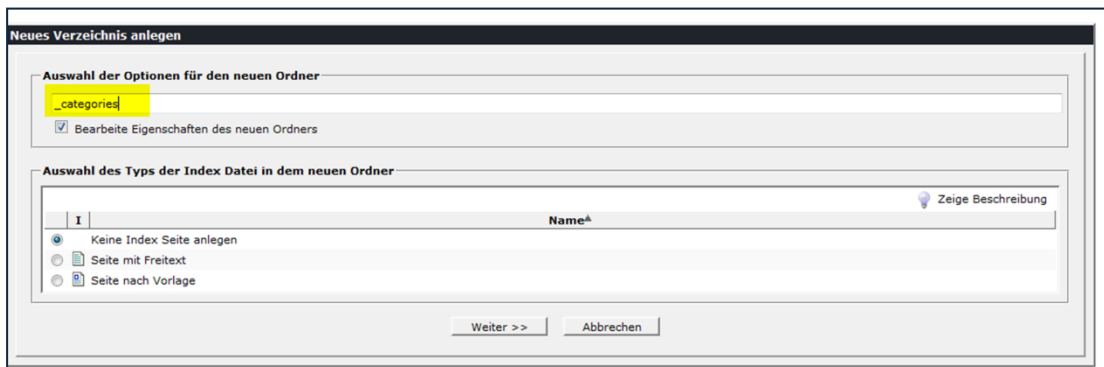 Neues Verzeichnis anlegen
Auswahl der Optionen für den neuen Ordner
_categories
Bearbeite Eigenschaften des neuen Ordners
Auswahl des Typs der Index Datei in dem neuen Ordner
Zeige Beschreibung
I Name
Keine Index Seite anlegen
Seite mit Freitext
Seite nach Vorlage
Weiter >> Abbrechen